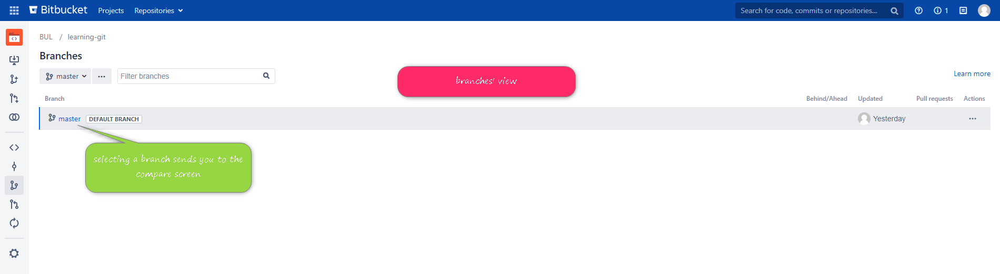 Bitbucket Projects Repositories Search for code, commits or repositories... 1
BUL / learning-git
Branches
master Filter branches
branches' view
Learn more
Branch Behind/Ahead Updated Pull requests Actions
master DEFAULT BRANCH Yesterday
selecting a branch sends you to the
compare screen